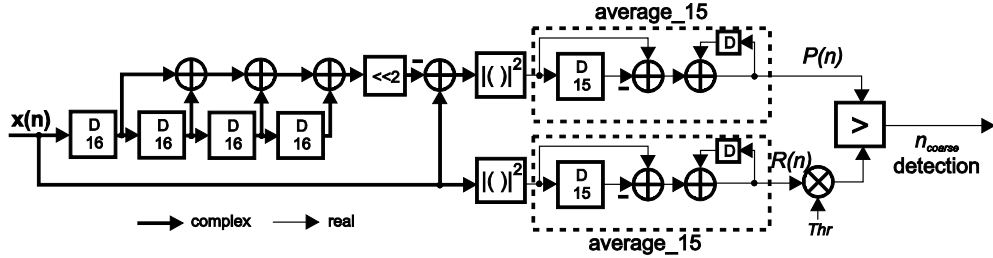 average_15
x(n)
D
16
D
16
D
16
D
16
<<2
|( )|²
D
15
D
P(n)
>
n_coarse
detection
|( )|²
D
15
D
R(n)
Thr
complex
real
average_15